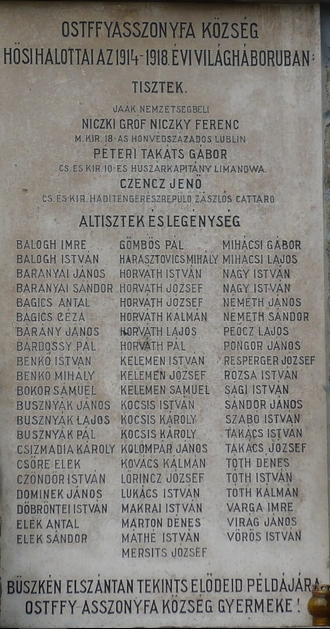 OSTFFYASSZONYFA KÖZSÉG
HŐSI HALOTTAI AZ 1914-1918. ÉVI VILÁGHÁBORUBAN:
TISZTEK.
JAÁK NEMZETSÉGBELI
NICZKI GRÓF NICZKY FERENC
M. KIR. 18-AS HONVÉDSZÁZADOS LUBLIN
PÉTERI TAKÁTS GÁBOR
CS. ÉS KIR. 10-ES HUSZÁRKAPITÁNY LIMANOWA.
CZENCZ JENŐ
CS. ÉS KIR. HADITENGERÉSZREPÜLŐ ZÁSZLÓS CATTARO
ALTISZTEK ÉS LEGÉNYSÉG
BALOGH IMRE
BALOGH ISTVÁN
BARANYAI JÁNOS
BARANYAI SÁNDOR
BAGICS ANTAL
BAGICS GÉZA
BARÁNY JÁNOS
BARDOSSY PÁL
BENKŐ ISTVÁN
BENKŐ MIHÁLY
BOKOR SÁMUEL
BUSZNYÁK JÁNOS
BUSZNYÁK LAJOS
BUSZNYÁK PÁL
CSIZMADIA KÁROLY
CSŐRE ELEK
CZÖNDÖR ISTVÁN
DOMINEK JÁNOS
DÖBRÖNTEI ISTVÁN
ELEK ANTAL
ELEK SÁNDOR
GÖMBÖS PÁL
HARASZTOVICS MIHÁLY
HORVÁTH ISTVÁN
HORVÁTH JÓZSEF
HORVÁTH JÓZSEF
HORVÁTH KÁLMÁN
HORVÁTH LAJOS
HORVÁTH PÁL
KELEMEN ISTVÁN
KELEMEN JÓZSEF
KELEMEN SÁMUEL
KOCSIS ISTVÁN
KOCSIS KÁROLY
KOCSIS KÁROLY
KOLOMPÁR JÁNOS
KOVÁCS KÁLMÁN
LŐRINCZ JÓZSEF
LUKÁCS ISTVÁN
MAKRAI ISTVÁN
MARTON DÉNES
MÁTHÉ ISTVÁN
MERSITS JÓZSEF
MIHÁCSI GÁBOR
MIHÁCSI LAJOS
NAGY ISTVÁN
NAGY ISTVÁN
NÉMETH JÁNOS
NÉMETH SÁNDOR
PEÖCZ LAJOS
PONGOR JÁNOS
RESPERGER JÓZSEF
RÓZSA ISTVÁN
SÁGI ISTVÁN
SÁNDOR JÁNOS
SZABÓ ISTVÁN
TAKÁCS ISTVÁN
TAKÁCS JÓZSEF
TÓTH DÉNES
TÓTH ISTVÁN
TÓTH KÁLMÁN
VARGA IMRE
VIRÁG JÁNOS
VÖRÖS ISTVÁN
BÜSZKÉN ELSZÁNTAN TEKINTS ELŐDEID PÉLDÁJÁRA
OSTFFY-ASSZONYFA KÖZSÉG GYERMEKE!